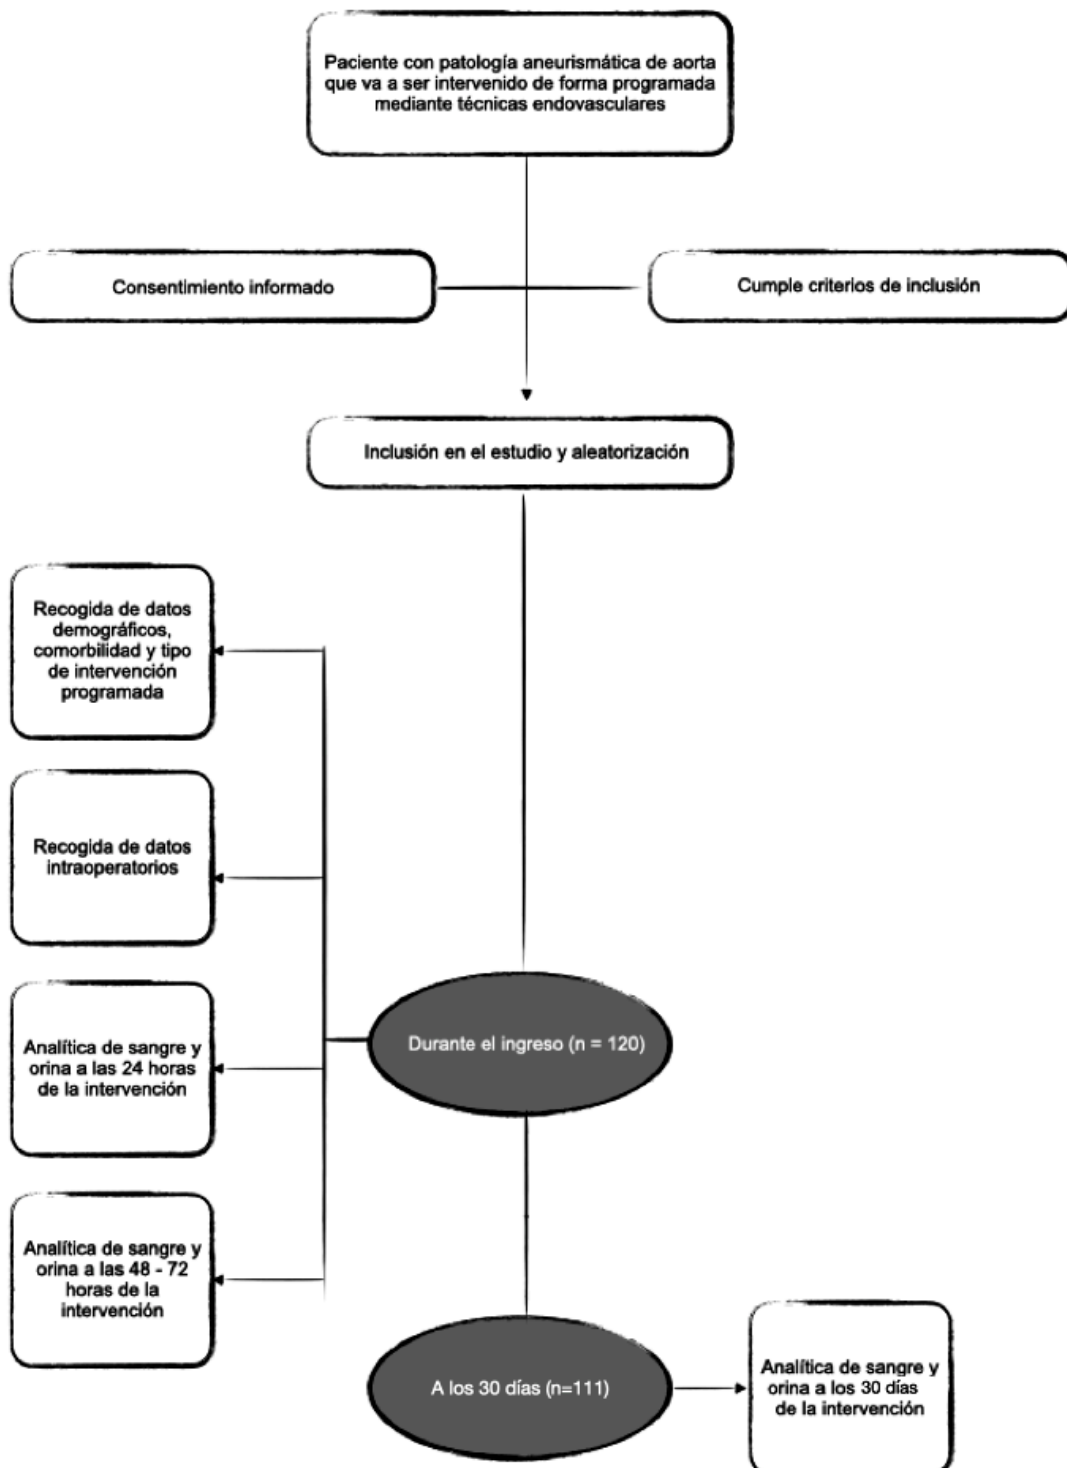 Paciente con patología aneurismática de aorta
que va a ser intervenido de forma programada
mediante técnicas endovasculares
Consentimiento informado
Cumple criterios de inclusión
Inclusión en el estudio y aleatorización
Recogida de datos
demográficos,
comorbilidad y tipo
de intervención
programada
Recogida de datos
intraoperatorios
Analítica de sangre y
orina a las 24 horas
de la intervención
Durante el ingreso (n = 120)
Analítica de sangre y
orina a las 48 - 72
horas de la
intervención
A los 30 días (n=111)
Analítica de sangre y
orina a los 30 días
de la intervención